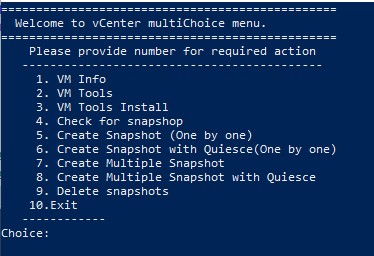 ================================================
Welcome to vCenter multiChoice menu.
================================================
Please provide number for required action
---------------------------------------
1. VM Info
2. VM Tools
3. VM Tools Install
4. Check for snapshop
5. Create Snapshot (One by one)
6. Create Snapshot with Quiesce(One by one)
7. Create Multiple Snapshot
8. Create Multiple Snapshot with Quiesce
9. Delete snapshots
10.Exit
------------
Choice: